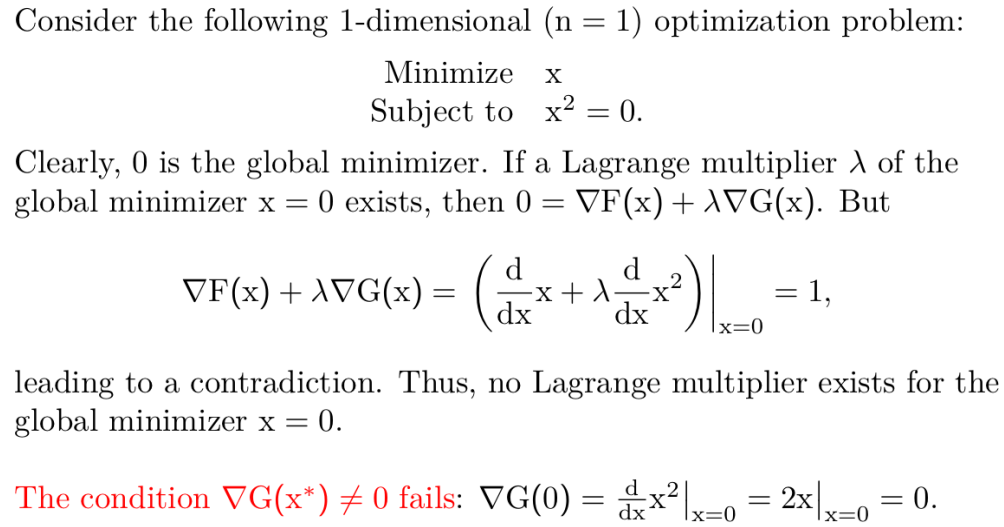 Consider the following 1-dimensional (n = 1) optimization problem:
Minimize x
Subject to x² = 0.
Clearly, 0 is the global minimizer. If a Lagrange multiplier λ of the
global minimizer x = 0 exists, then 0 = ∇F(x) + λ∇G(x). But
∇F(x) + λ∇G(x) = (d/dx x + λ d/dx x²)|x=0 = 1,
leading to a contradiction. Thus, no Lagrange multiplier exists for the
global minimizer x = 0.
The condition ∇G(x*) ≠ 0 fails: ∇G(0) = d/dx x²|x=0 = 2x|x=0 = 0.